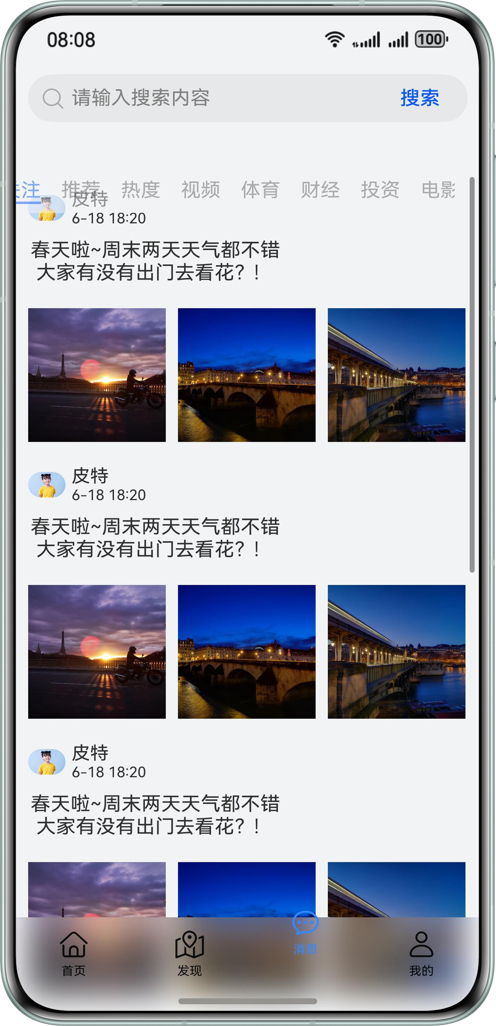 08:08
100
请输入搜索内容 搜索
关注 推荐 热度 视频 体育 财经 投资 电影
皮特
6-18 18:20
春天啦~周末两天天气都不错
大家有没有出门去看花?!
皮特
6-18 18:20
春天啦~周末两天天气都不错
大家有没有出门去看花?!
皮特
6-18 18:20
春天啦~周末两天天气都不错
大家有没有出门去看花?!
首页 发现 消息 我的